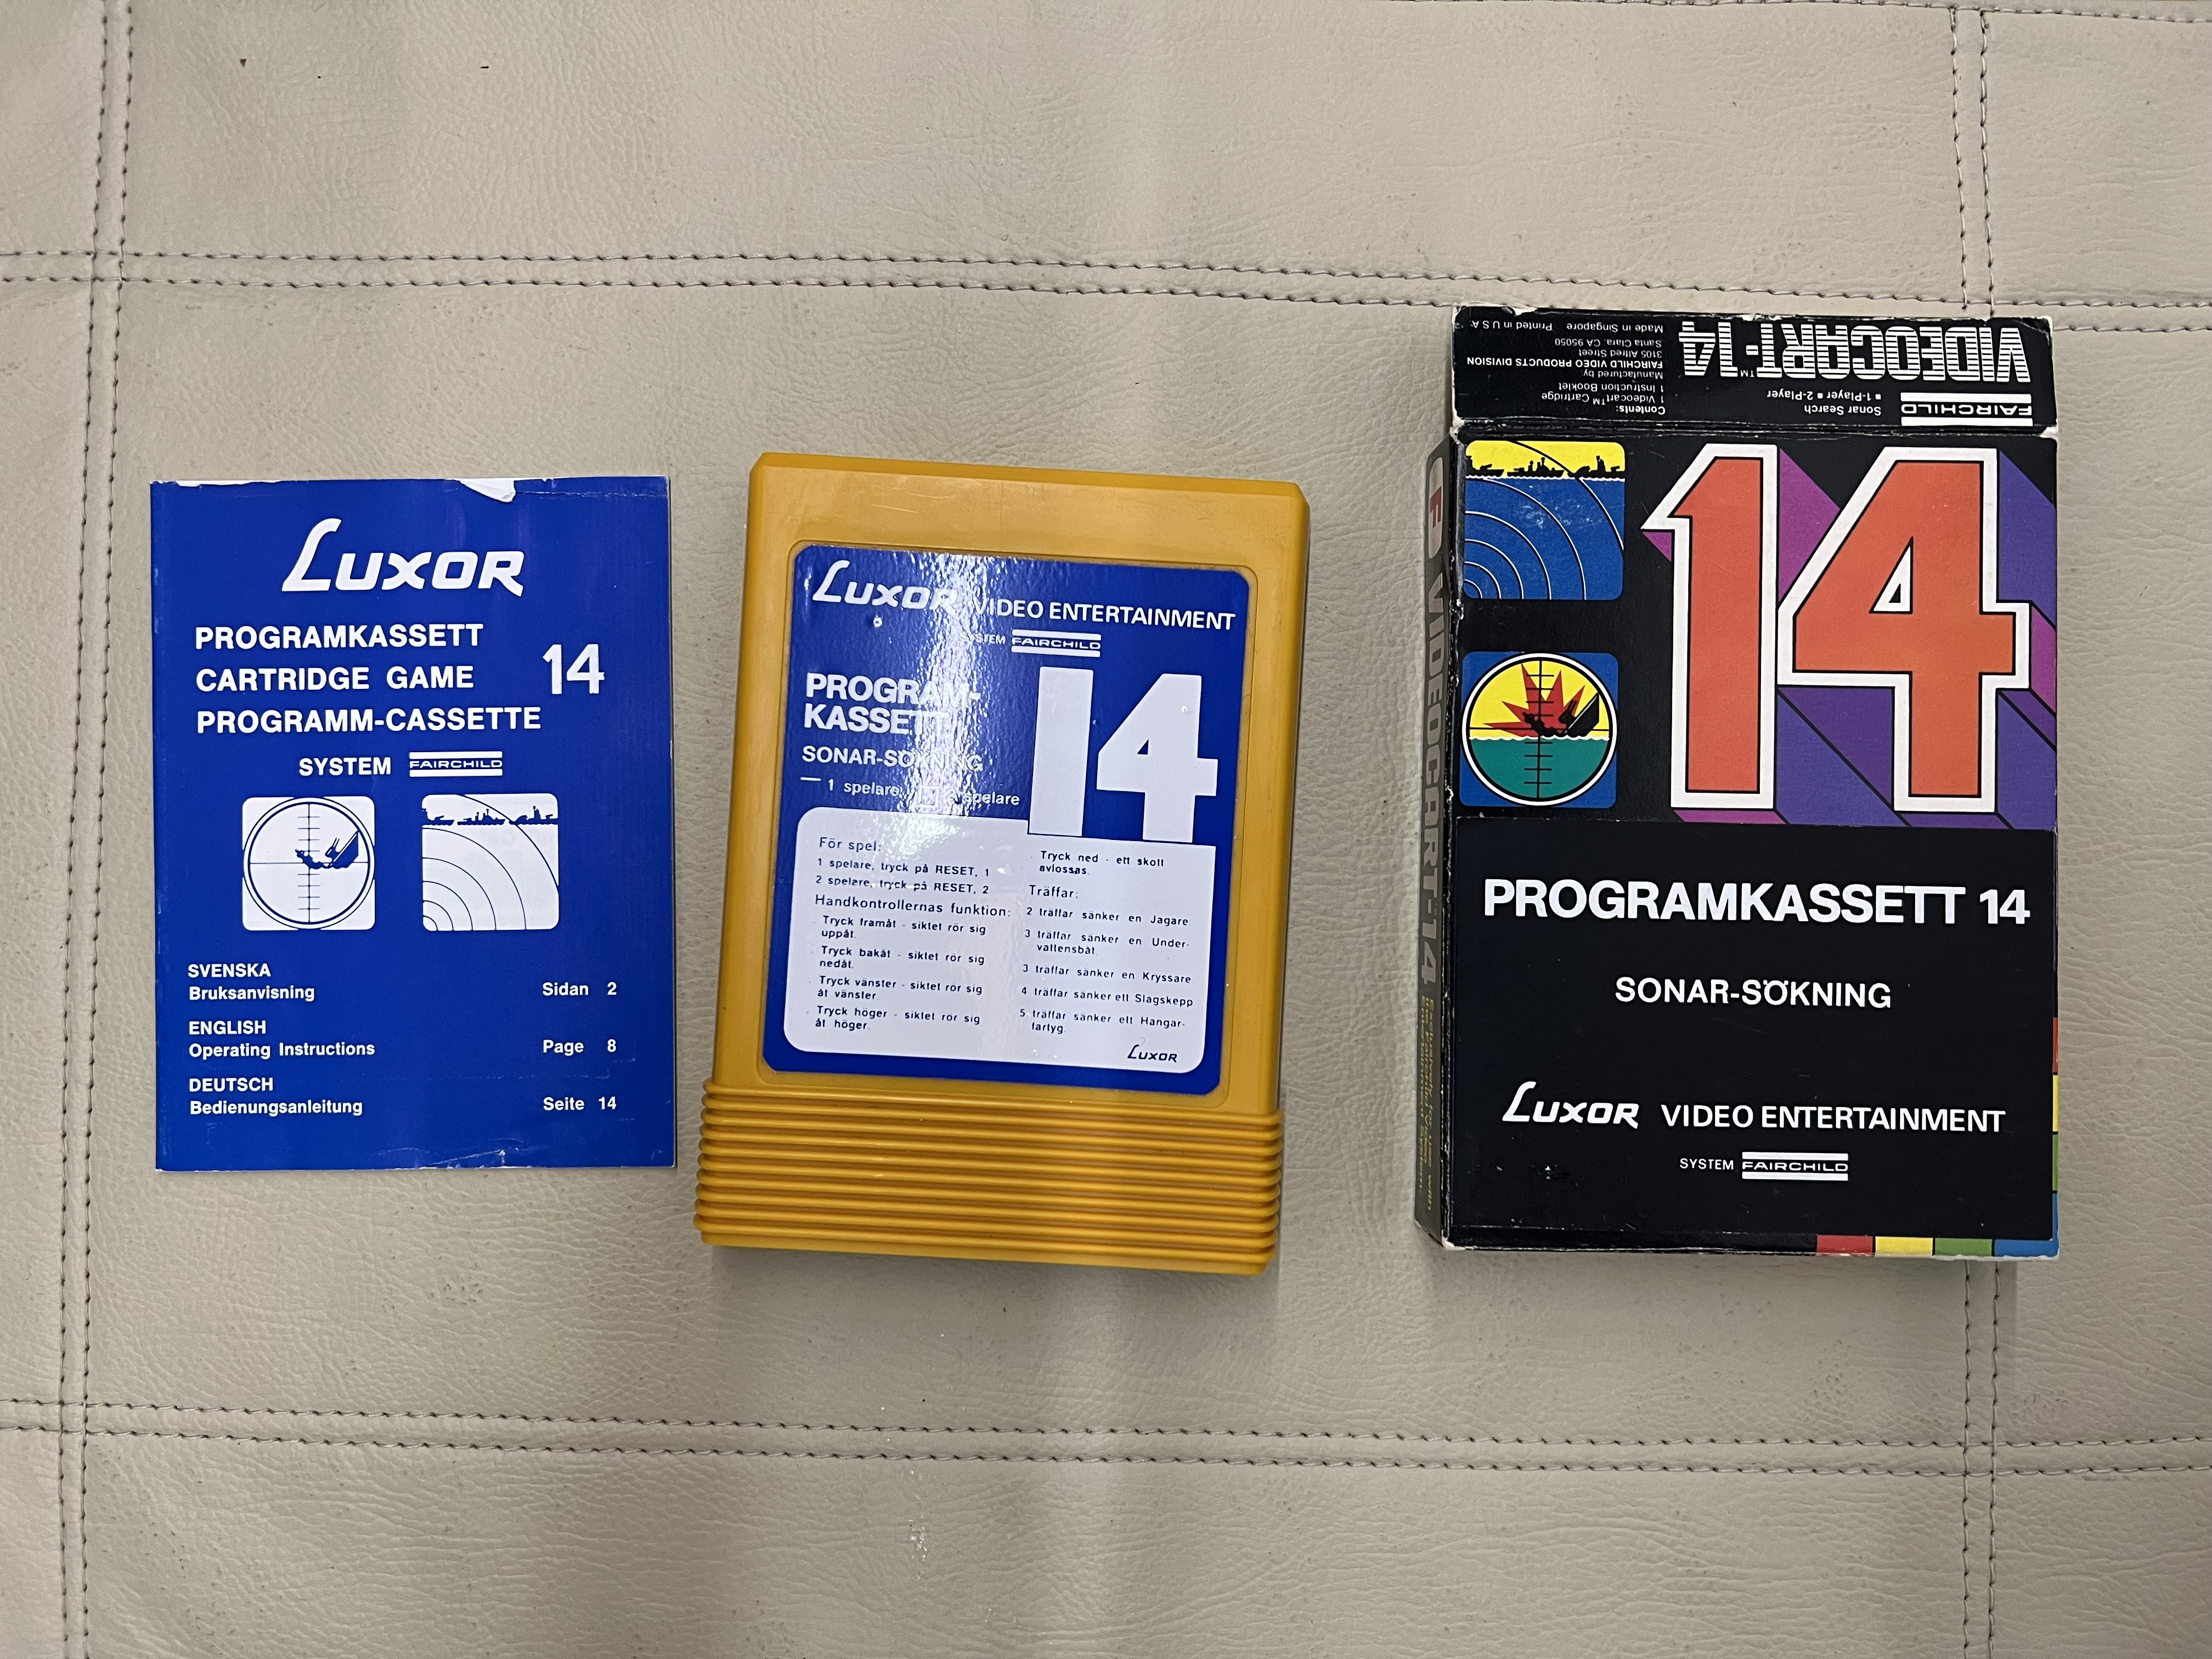 LUXOR
PROGRAMKASSETT
CARTRIDGE GAME 14
PROGRAMM-CASSETTE
SYSTEM FAIRCHILD
SVENSKA
Bruksanvisning Sidan 2
ENGLISH
Operating Instructions Page 8
DEUTSCH
Bedienungsanleitung Seite 14
LUXOR VIDEO ENTERTAINMENT
SYSTEM FAIRCHILD
PROGRAM-
KASSETT
14
SONAR-SÖKNING
1 spelare, spelare
För spel:
1 spelare, tryck på RESET, 1
2 spelare, tryck på RESET, 2
Handkontrollernas funktion:
Tryck framåt - siktet rör sig
uppåt.
Tryck bakåt - siktet rör sig
nedåt.
Tryck vänster - siktet rör sig
åt vänster.
Tryck höger - siktet rör sig
åt höger.
Tryck ned - ett skott
avlossas.
Träffar:
2 träffar sänker en Jagare
3 träffar sänker en Under-
vattensbåt
3 träffar sänker en Kryssare
4 träffar sänker ett Slagskepp
5 träffar sänker ett Hangar-
fartyg.
LUXOR
FAIRCHILD
Sonar Search
1-Player ■ 2-Player
VIDEOCART-14
Contents:
1 Videocart™ Cartridge
1 Instruction Booklet
Manufactured by
FAIRCHILD VIDEO PRODUCTS DIVISION
3105 Alfred Street
Santa Clara, CA 95050
Made in Singapore Printed in U S A
VIDEOCART-14
14
PROGRAMKASSETT 14
SONAR-SÖKNING
LUXOR VIDEO ENTERTAINMENT
SYSTEM FAIRCHILD